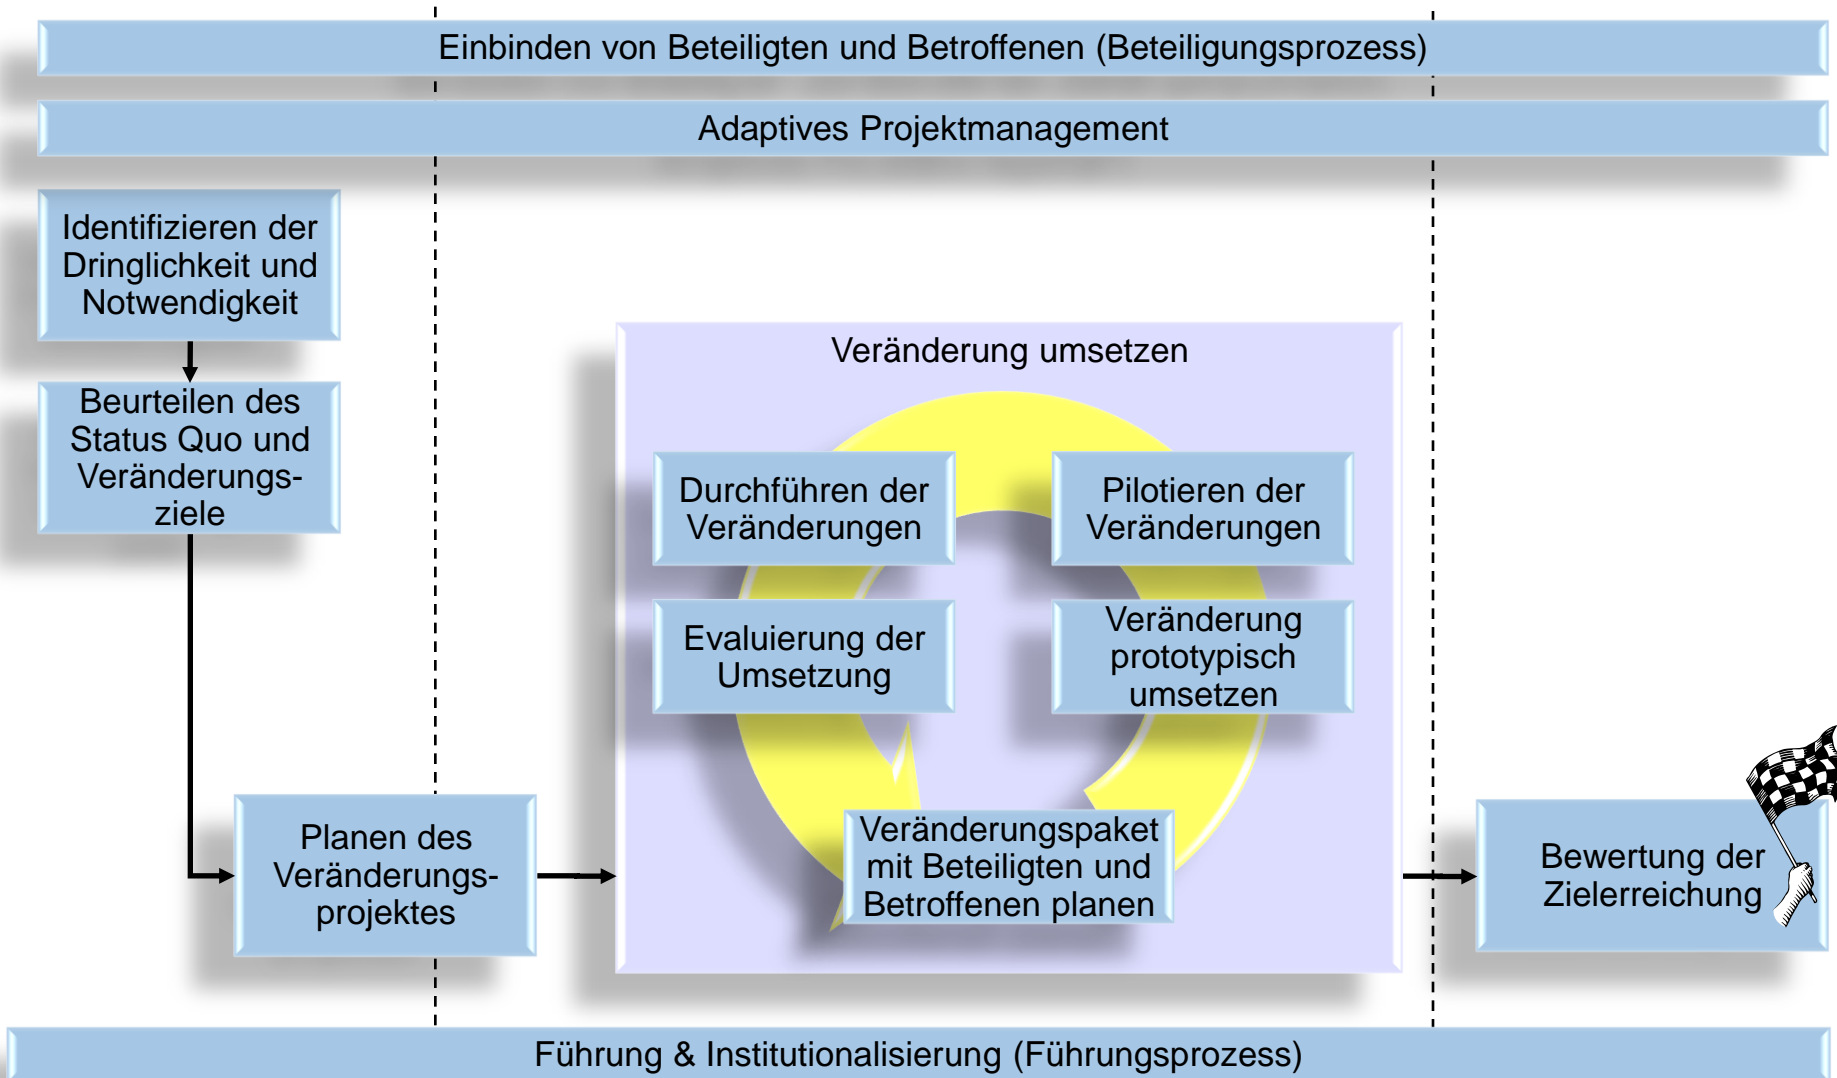 Einbinden von Beteiligten und Betroffenen (Beteiligungsprozess)
Adaptives Projektmanagement
Identifizieren der
Dringlichkeit und
Notwendigkeit
Beurteilen des
Status Quo und
Veränderungs-
ziele
Planen des
Veränderungs-
projektes
Veränderung umsetzen
Durchführen der
Veränderungen
Pilotieren der
Veränderungen
Evaluierung der
Umsetzung
Veränderung
prototypisch
umsetzen
Veränderungspaket
mit Beteiligten und
Betroffenen planen
Bewertung der
Zielerreichung
Führung & Institutionalisierung (Führungsprozess)